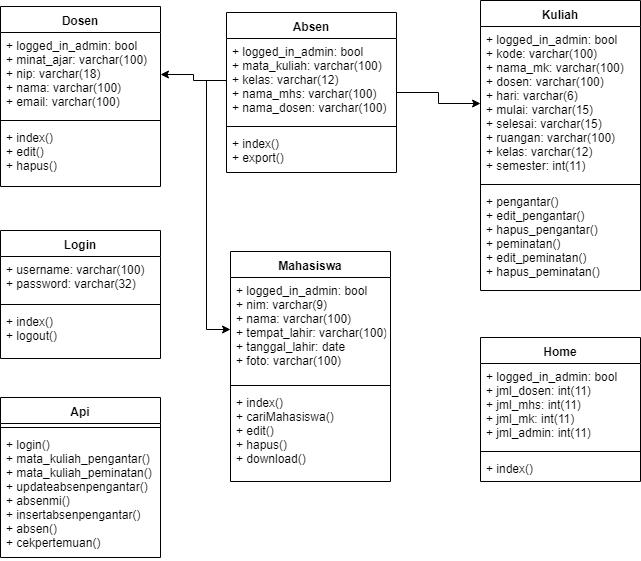 Dosen
+ logged_in_admin: bool
+ minat_ajar: varchar(100)
+ nip: varchar(18)
+ nama: varchar(100)
+ email: varchar(100)
+ index()
+ edit()
+ hapus()
Absen
+ logged_in_admin: bool
+ mata_kuliah: varchar(100)
+ kelas: varchar(12)
+ nama_mhs: varchar(100)
+ nama_dosen: varchar(100)
+ index()
+ export()
Kuliah
+ logged_in_admin: bool
+ kode: varchar(100)
+ nama_mk: varchar(100)
+ dosen: varchar(100)
+ hari: varchar(6)
+ mulai: varchar(15)
+ selesai: varchar(15)
+ ruangan: varchar(100)
+ kelas: varchar(12)
+ semester: int(11)
+ pengantar()
+ edit_pengantar()
+ hapus_pengantar()
+ peminatan()
+ edit_peminatan()
+ hapus_peminatan()
Login
+ username: varchar(100)
+ password: varchar(32)
+ index()
+ logout()
Mahasiswa
+ logged_in_admin: bool
+ nim: varchar(9)
+ nama: varchar(100)
+ tempat_lahir: varchar(100)
+ tanggal_lahir: date
+ foto: varchar(100)
+ index()
+ cariMahasiswa()
+ edit()
+ hapus()
+ download()
Home
+ logged_in_admin: bool
+ jml_dosen: int(11)
+ jml_mhs: int(11)
+ jml_mk: int(11)
+ jml_admin: int(11)
+ index()
Api
+ login()
+ mata_kuliah_pengantar()
+ mata_kuliah_peminatan()
+ updateabsenpengantar()
+ absenmi()
+ insertabsenpengantar()
+ absen()
+ cekpertemuan()